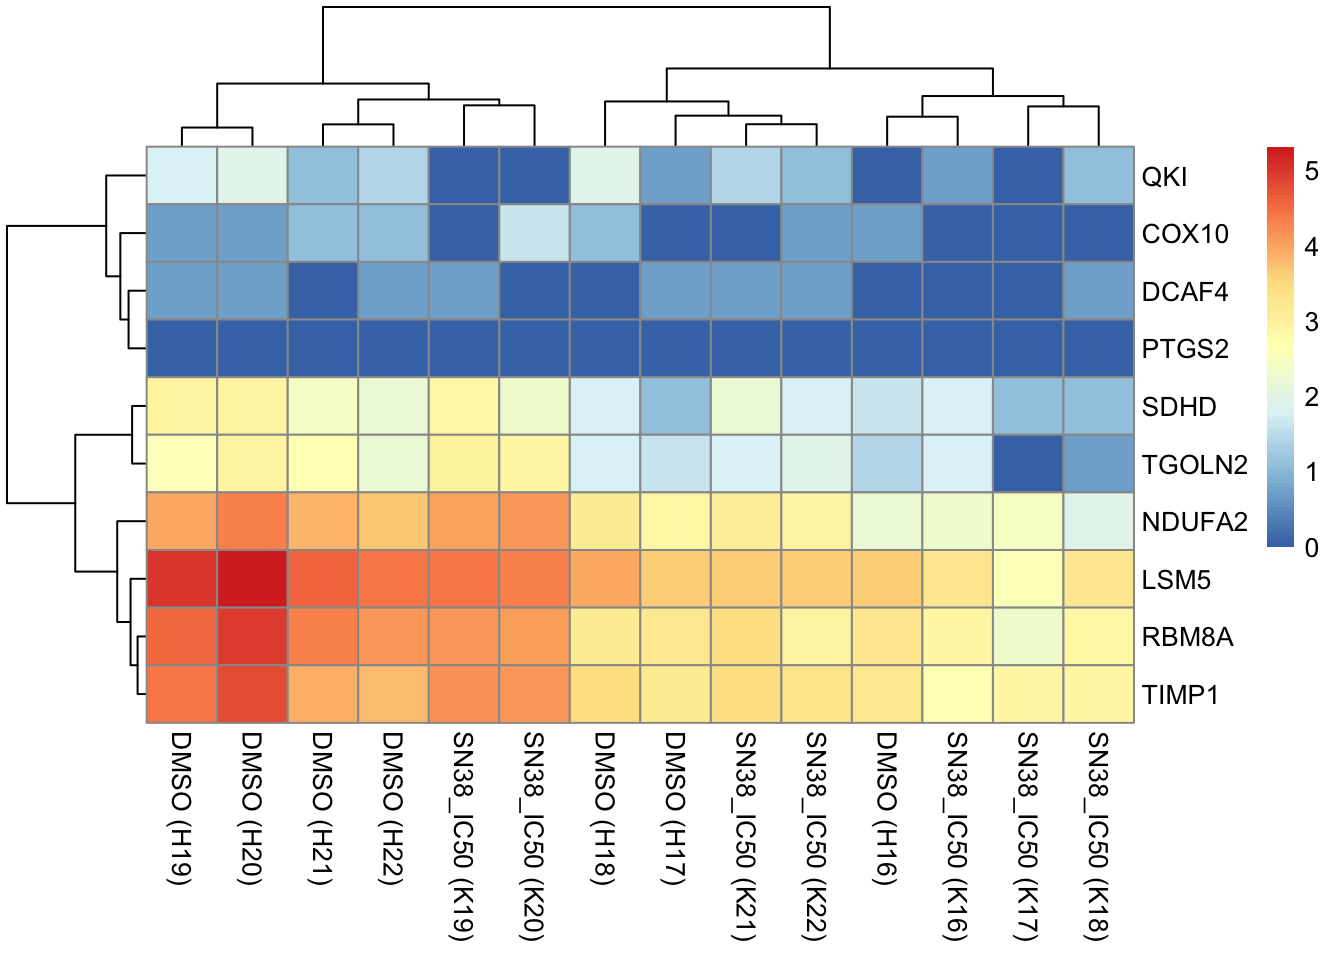 QKI
COX10
DCAF4
PTGS2
SDHD
TGOLN2
NDUFA2
LSM5
RBM8A
TIMP1
5
4
3
2
1
0
DMSO (H19)
DMSO (H20)
DMSO (H21)
DMSO (H22)
SN38_IC50 (K19)
SN38_IC50 (K20)
DMSO (H18)
DMSO (H17)
SN38_IC50 (K21)
SN38_IC50 (K22)
DMSO (H16)
SN38_IC50 (K16)
SN38_IC50 (K17)
SN38_IC50 (K18)